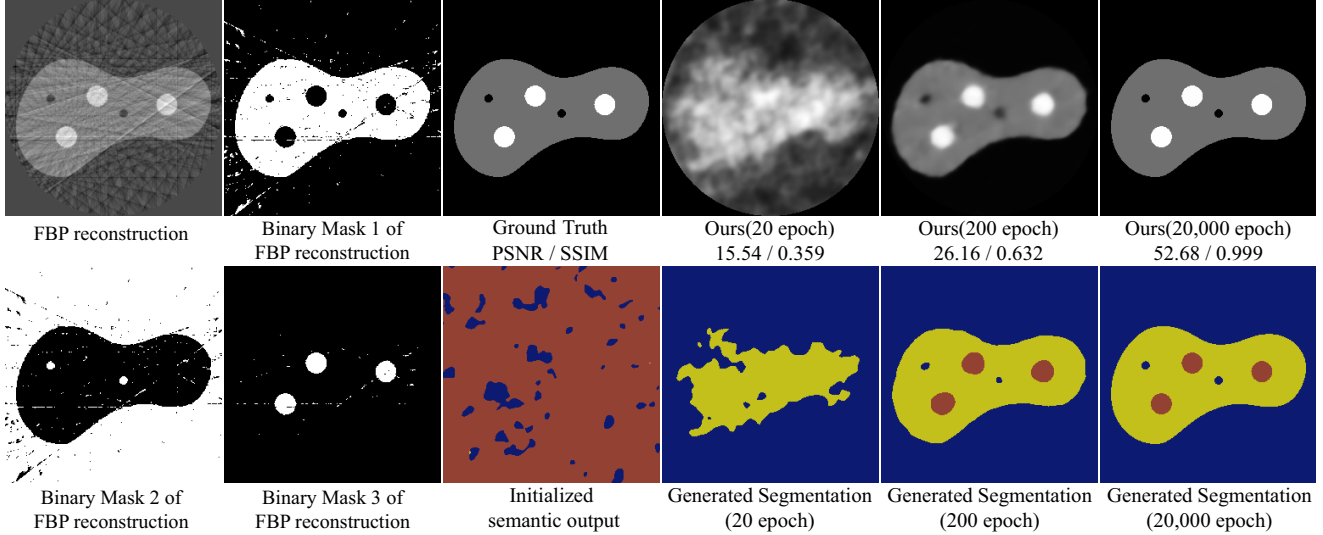 FBP reconstruction
Binary Mask 1 of
FBP reconstruction
Ground Truth
PSNR / SSIM
Ours(20 epoch)
15.54 / 0.359
Ours(200 epoch)
26.16 / 0.632
Ours(20,000 epoch)
52.68 / 0.999
Binary Mask 2 of
FBP reconstruction
Binary Mask 3 of
FBP reconstruction
Initialized
semantic output
Generated Segmentation
(20 epoch)
Generated Segmentation
(200 epoch)
Generated Segmentation
(20,000 epoch)